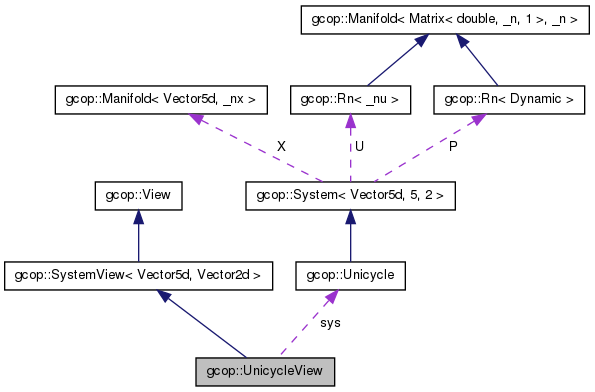 gcop::Manifold< Matrix< double, _n, 1 >, _n >
gcop::Manifold< Vector5d, _nx >
gcop::Rn< _nu >
gcop::Rn< Dynamic >
X
U
P
gcop::View
gcop::System< Vector5d, 5, 2 >
gcop::SystemView< Vector5d, Vector2d >
gcop::Unicycle
sys
gcop::UnicycleView